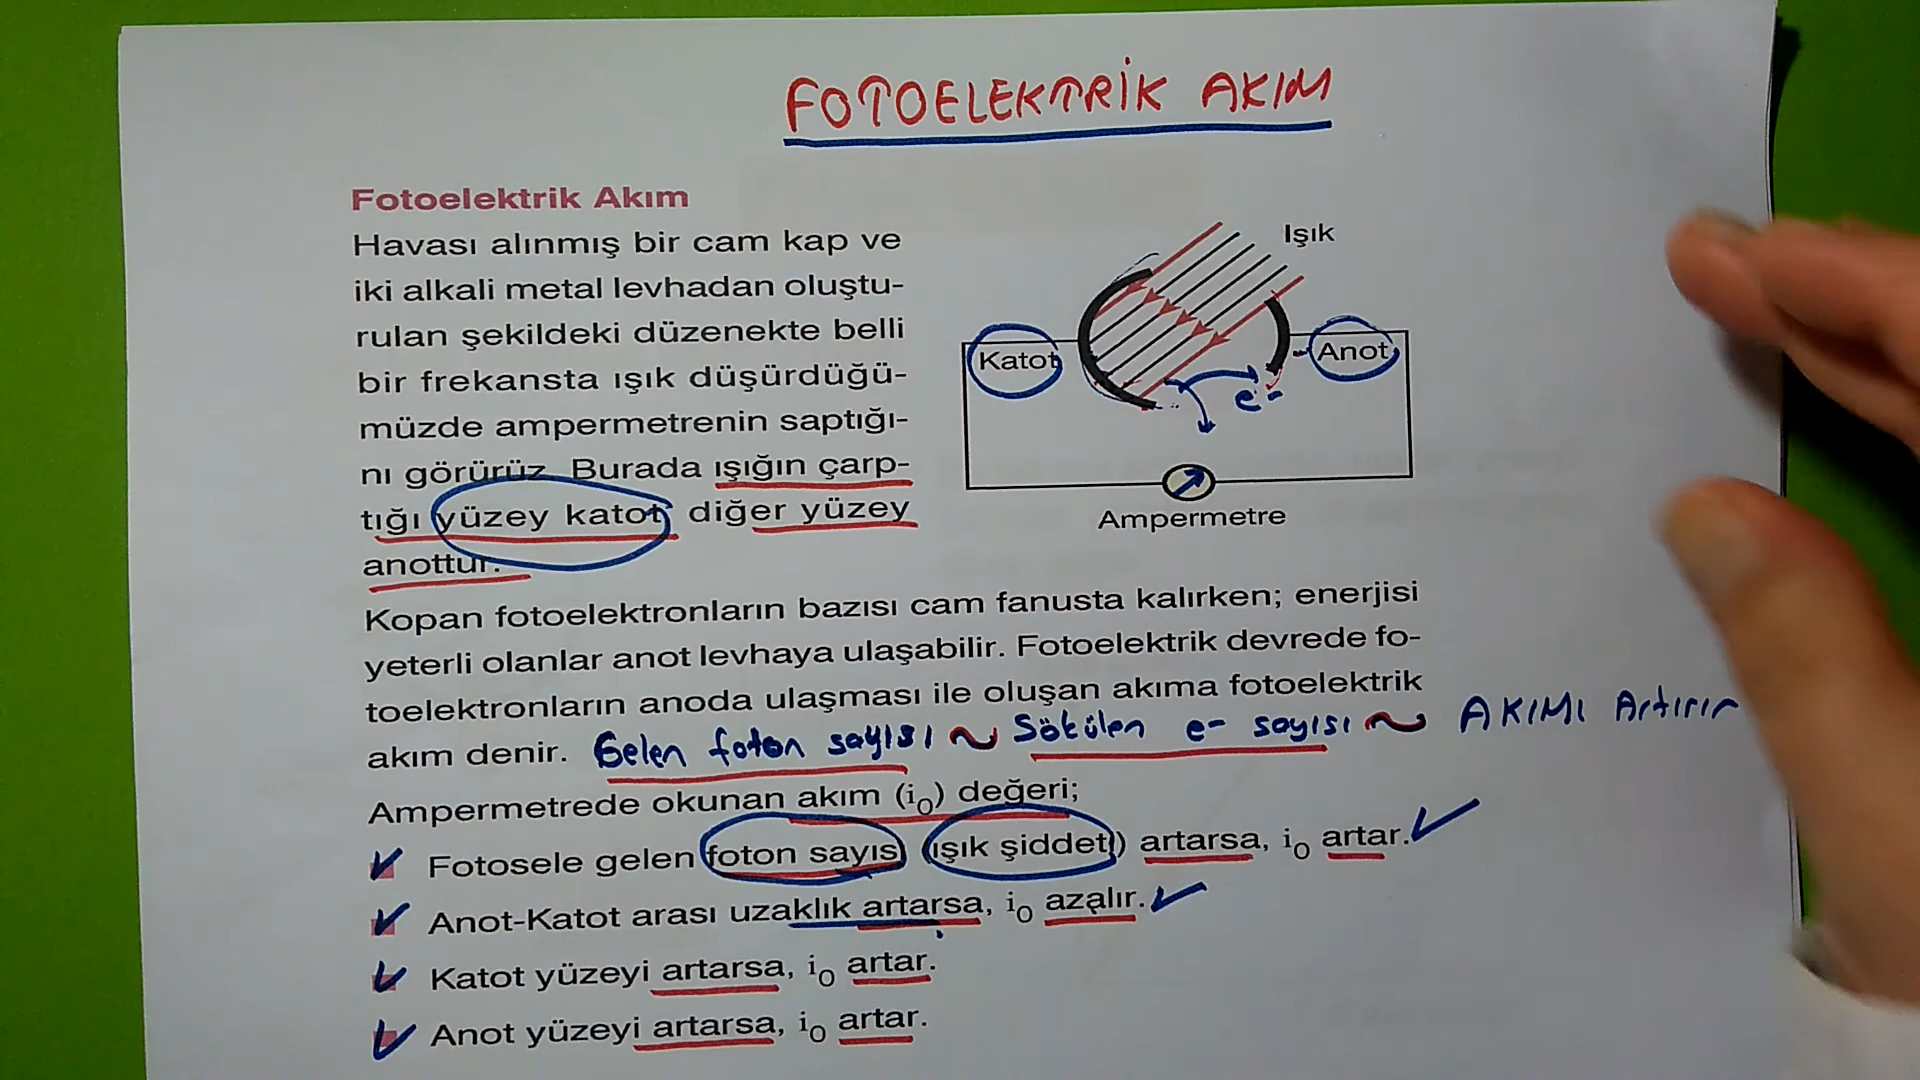 FOTOELEKTRİK AKIM
Fotoelektrik Akım
Havası alınmış bir cam kap ve
iki alkali metal levhadan oluştu-
rulan şekildeki düzenekte belli
bir frekansta ışık düşürdüğü-
müzde ampermetrenin saptığı-
nı görürüz. Burada ışığın çarp-
tığı yüzey katot, diğer yüzey
anottur.
Işık
Katot
Anot
e-
Ampermetre
Kopan fotoelektronların bazısı cam fanusta kalırken; enerjisi
yeterli olanlar anot levhaya ulaşabilir. Fotoelektrik devrede fo-
toelektronların anoda ulaşması ile oluşan akıma fotoelektrik
akım denir. Gelen foton sayısı ~ Sökülen e- sayısı ~ AKIMI Artırır
Ampermetrede okunan akım (i0) değeri;
Fotosele gelen foton sayısı (ışık şiddeti) artarsa, i0 artar.
Anot-Katot arası uzaklık artarsa, i0 azalır.
Katot yüzeyi artarsa, i0 artar.
Anot yüzeyi artarsa, i0 artar.